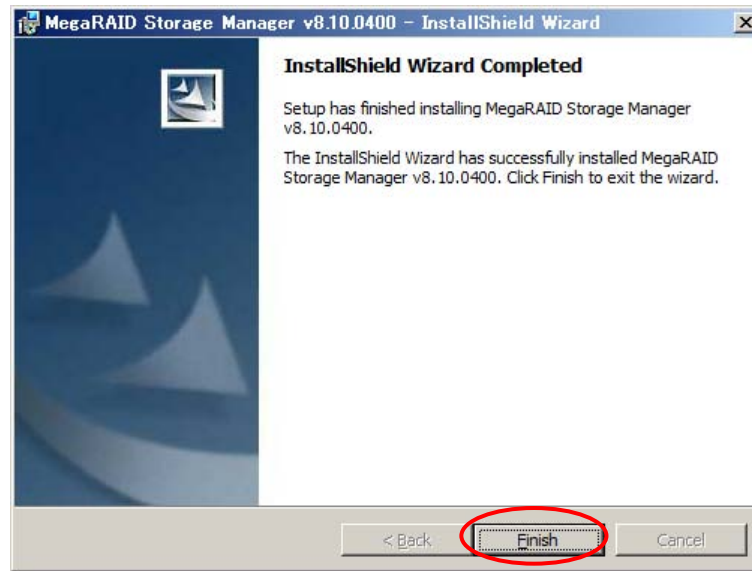 MegaRAID Storage Manager v8.10.0400 - InstallShield Wizard
InstallShield Wizard Completed
Setup has finished installing MegaRAID Storage Manager
v8.10.0400.
The InstallShield Wizard has successfully installed MegaRAID
Storage Manager v8.10.0400. Click Finish to exit the wizard.
< Back Finish Cancel